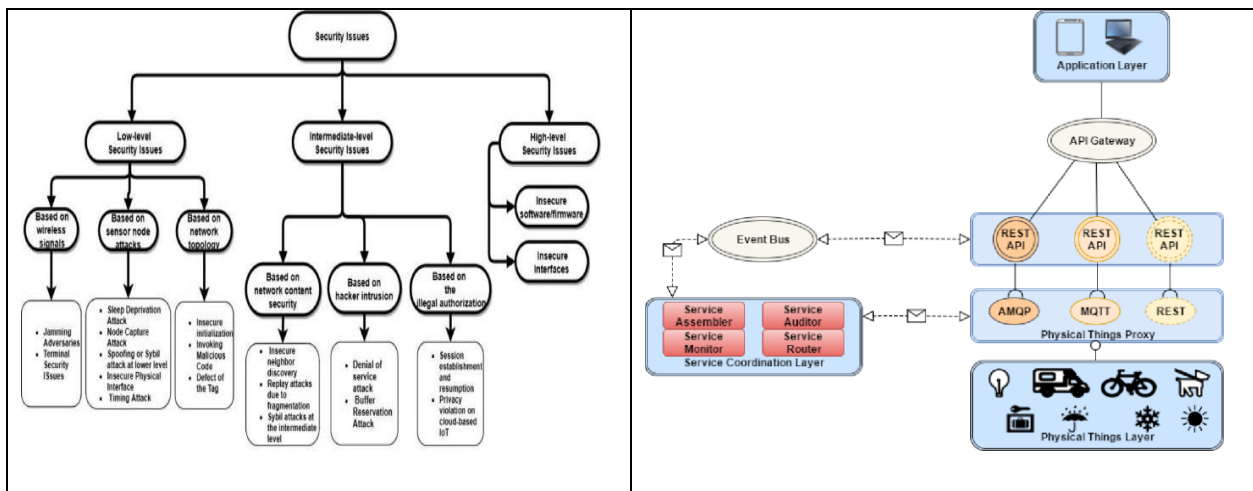 Security Issues
Low-level
Security Issues
Intermediate-level
Security Issues
High-level
Security Issues
Based on
wireless
signals
Based on
sensor node
attacks
Based on
network
topology
Insecure
software/firmware
Insecure
Interfaces
Based on
network content
security
Based on
hacker intrusion
Based on
the
illegal authorization
• Jamming
Adversaries
• Terminal
Security
ISsues
• Sleep Deprivation
Attack
• Node Capture
Attack
• Spoofing or Sybil
attack at lower level
• Insecure Physical
Interface
• Timing Attack
• Insecure
initialization
• Invoking
Malicious
Code
• Defect of
the Tag
• Insecure
neighbor
discovery
• Replay attacks
due to
fragmentation
• Sybil attacks at
the intermediate
level
• Denial of
service
attack
• Buffer
Reservation
Attack
• Session
establishment
and
resumption
• Privacy
violation on
cloud-based
IoT
Application Layer
API Gateway
Event Bus
REST
API
REST
API
REST
API
AMQP
MQTT
REST
Physical Things Proxy
Service
Assembler
Service
Auditor
Service
Monitor
Service
Router
Service Coordination Layer
Physical Things Layer